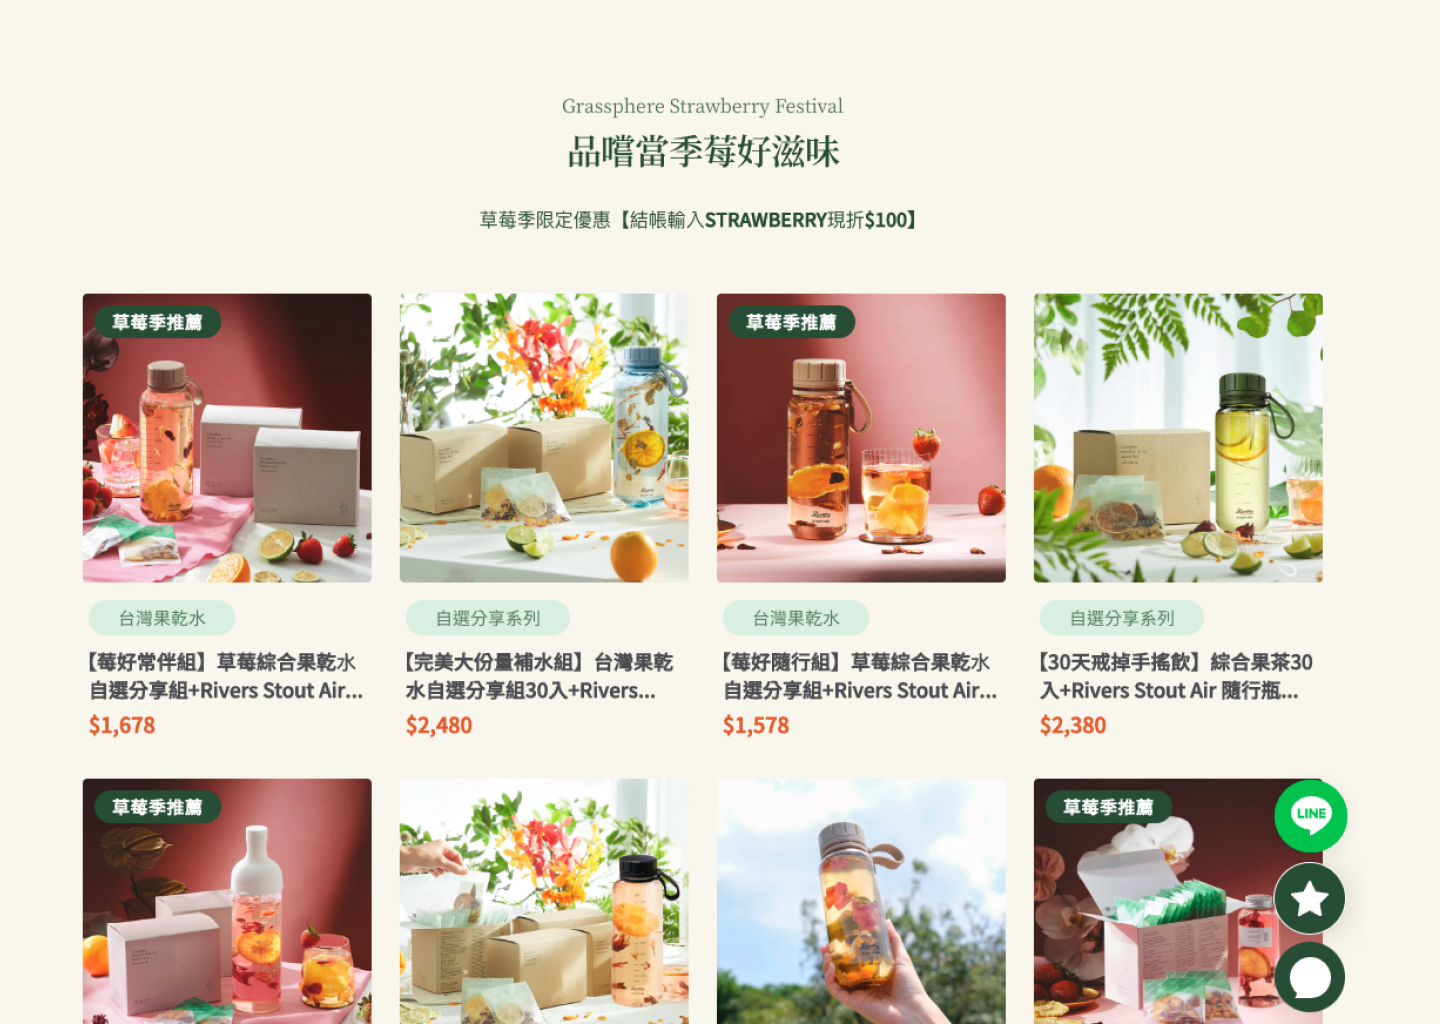 Grassphere Strawberry Festival
品嚐當季莓好滋味
草莓季限定優惠【結帳輸入STRAWBERRY現折$100】
草莓季推薦
草莓季推薦
台灣果乾水
【莓好常伴組】草莓綜合果乾水
自選分享組+Rivers Stout Air...
$1,678
自選分享系列
【完美大份量補水組】台灣果乾
水自選分享組30入+Rivers...
$2,480
台灣果乾水
【莓好隨行組】草莓綜合果乾水
自選分享組+Rivers Stout Air...
$1,578
自選分享系列
【30天戒掉手搖飲】綜合果茶30
入+Rivers Stout Air 隨行瓶...
$2,380
草莓季推薦
草莓季推薦
LINE